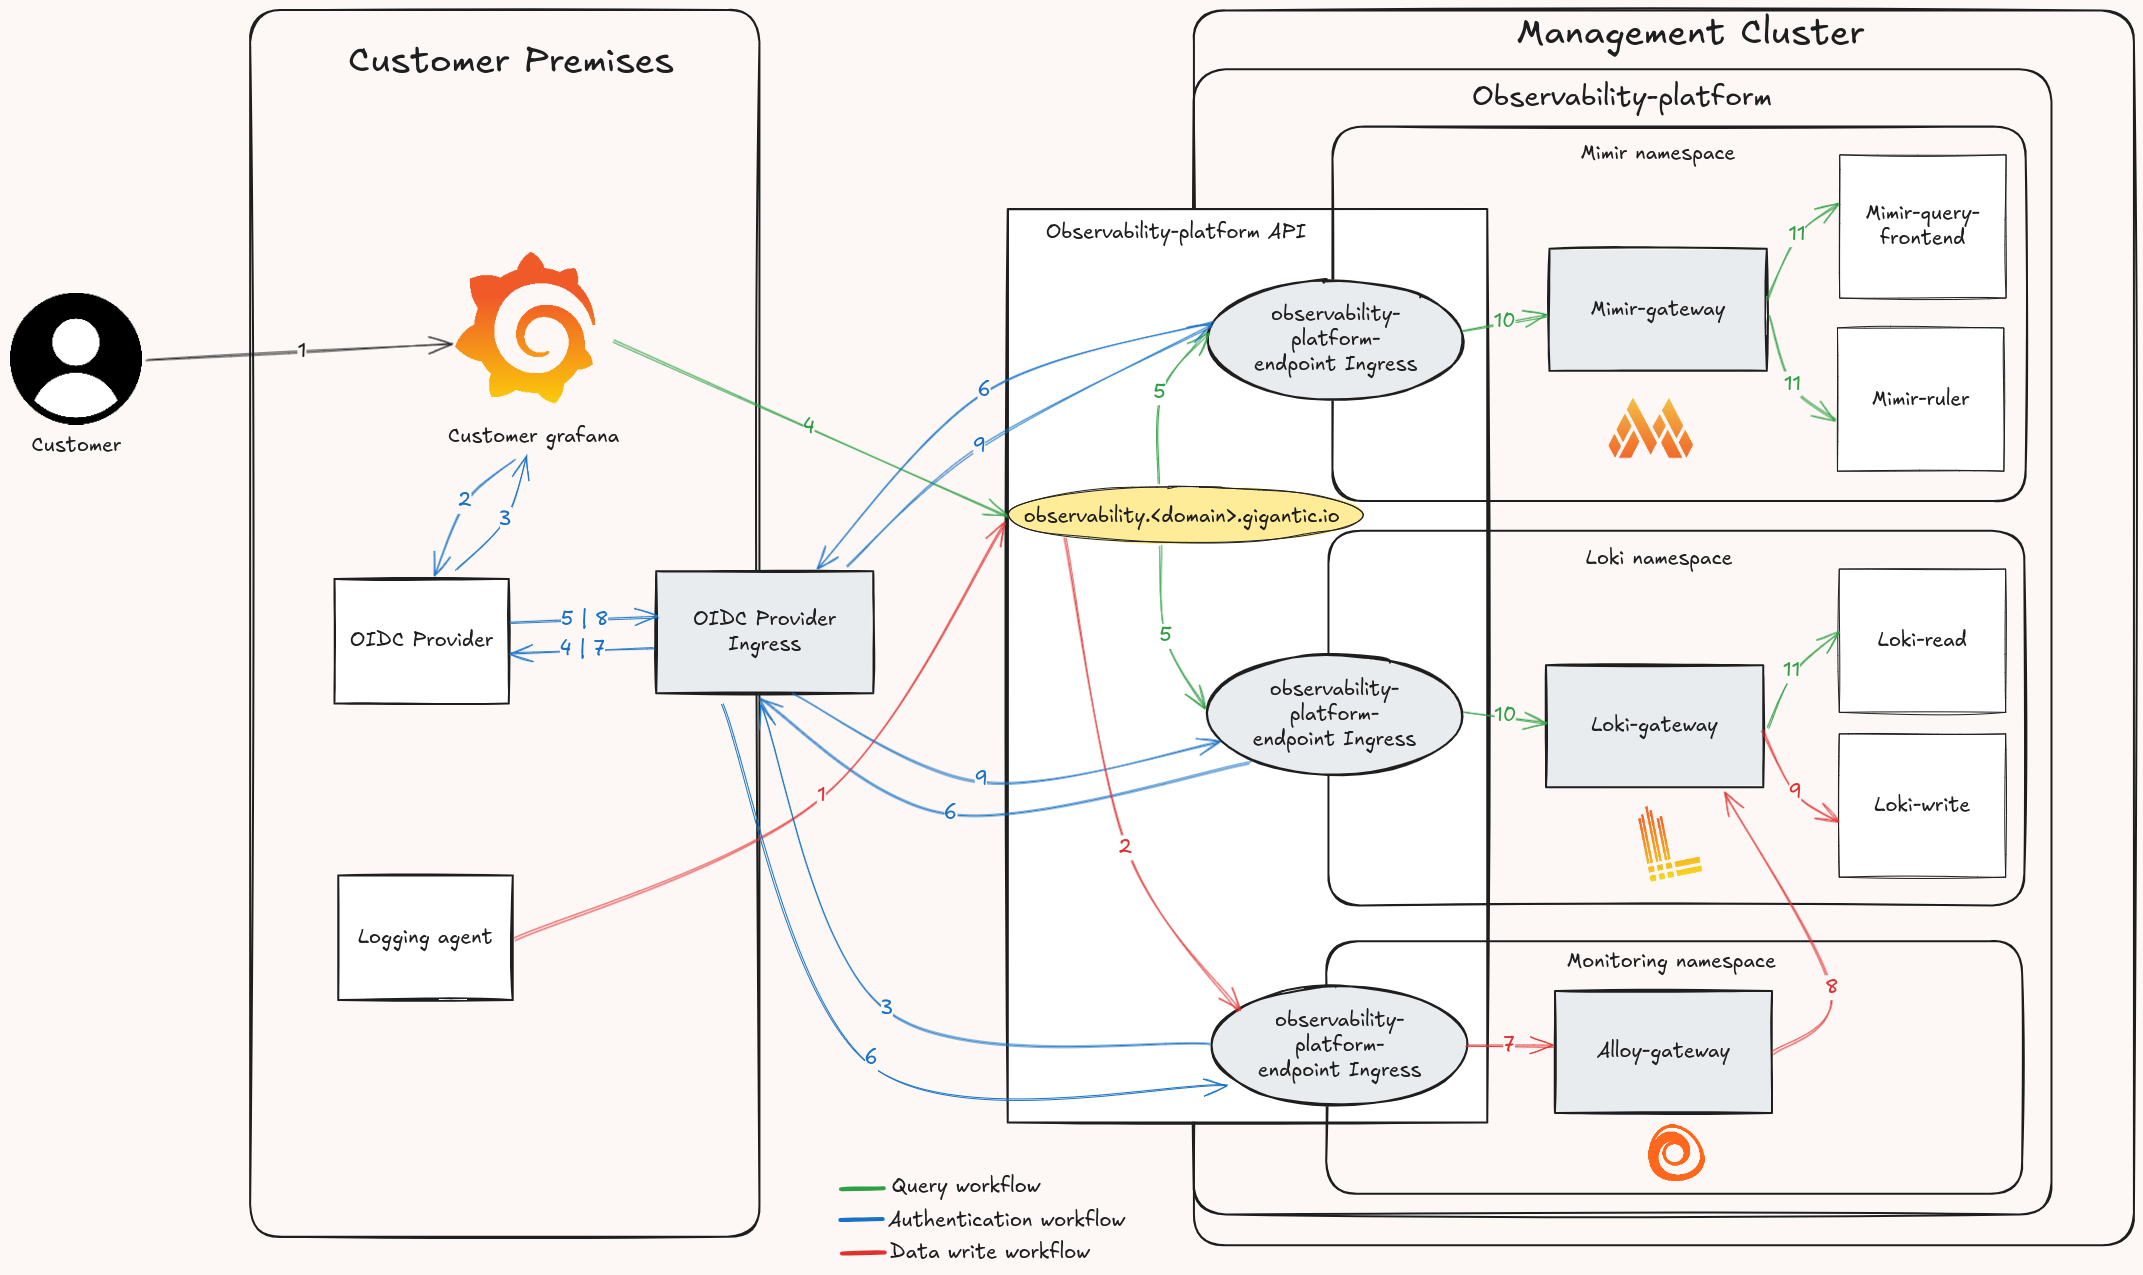 Management Cluster
Customer Premises
Observability-platform
Mimir namespace
Observability-platform API
Mimir-query-
frontend
11
observability-
platform-
endpoint Ingress
10
Mimir-gateway
1
11
Mimir-ruler
6
5
4
9
Customer grafana
Customer
2
3
observability.<domain>.gigantic.io
Loki namespace
OIDC Provider
5 | 8
4 | 7
OIDC Provider
Ingress
5
Loki-read
11
observability-
platform-
endpoint Ingress
10
Loki-gateway
9
6
1
9
Loki-write
2
Logging agent
Monitoring namespace
8
3
6
observability-
platform-
endpoint Ingress
7
Alloy-gateway
Query workflow
Authentication workflow
Data write workflow